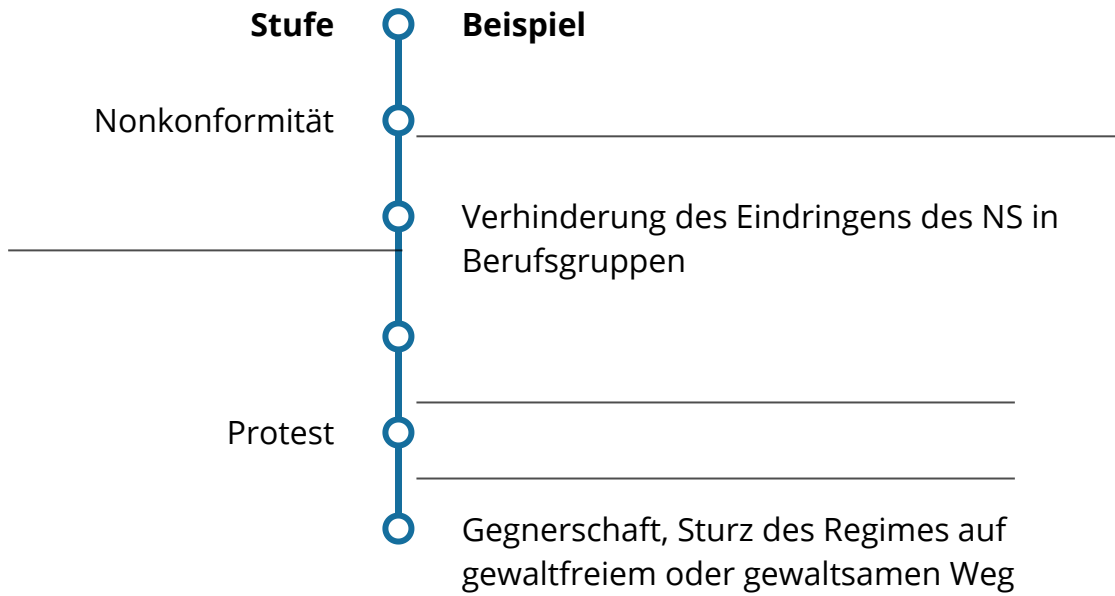 Stufe Beispiel
Nonkonformität
Verhinderung des Eindringens des NS in
Berufsgruppen
Protest
Gegnerschaft, Sturz des Regimes auf
gewaltfreiem oder gewaltsamen Weg